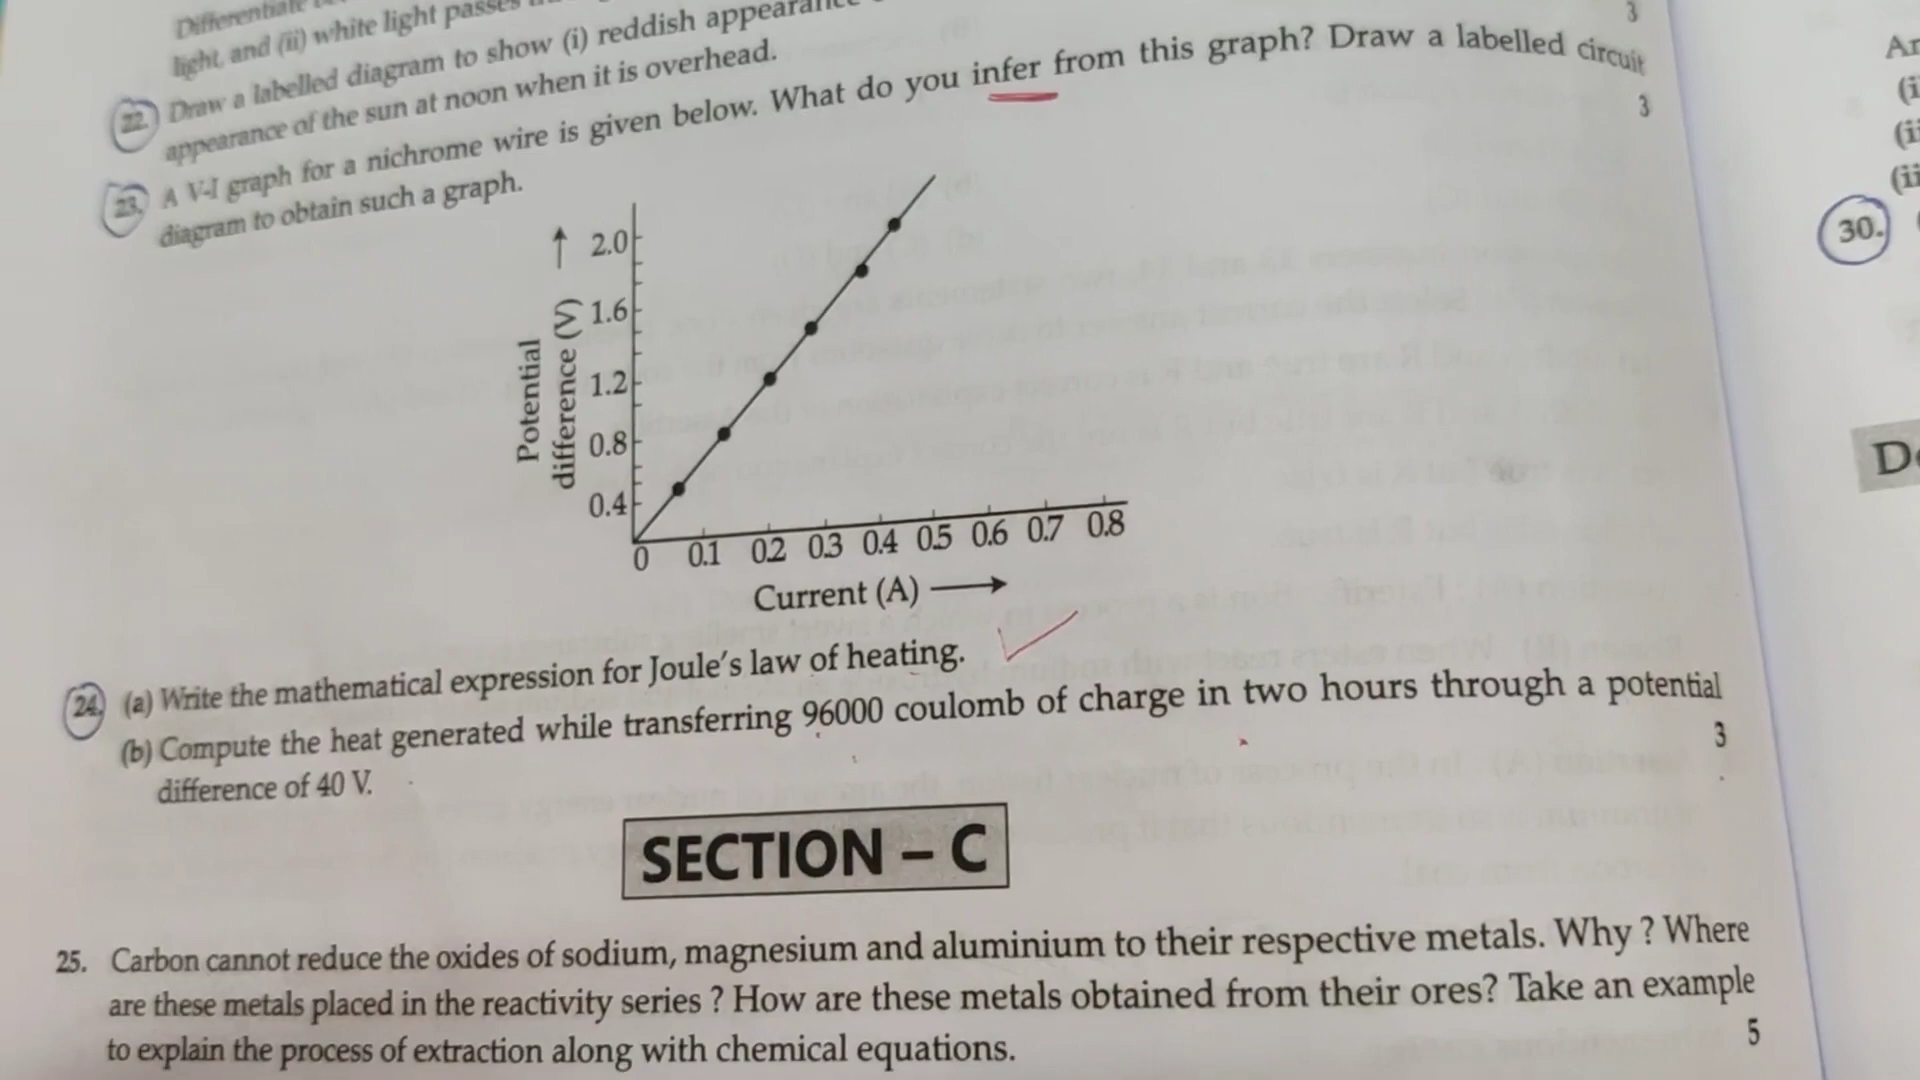 Differentiate
light, and (ii) white light passes
22. Draw a labelled diagram to show (i) reddish appearance
appearance of the sun at noon when it is overhead.
3
23. A V-I graph for a nichrome wire is given below. What do you infer from this graph? Draw a labelled circuit
diagram to obtain such a graph.
3
Potential
difference (V)
2.0
1.6
1.2
0.8
0.4
0 0.1 0.2 0.3 0.4 0.5 0.6 0.7 0.8
Current (A)
24. (a) Write the mathematical expression for Joule's law of heating.
(b) Compute the heat generated while transferring 96000 coulomb of charge in two hours through a potential
difference of 40 V.
3
SECTION – C
25. Carbon cannot reduce the oxides of sodium, magnesium and aluminium to their respective metals. Why ? Where
are these metals placed in the reactivity series ? How are these metals obtained from their ores? Take an example
to explain the process of extraction along with chemical equations.
5
30.